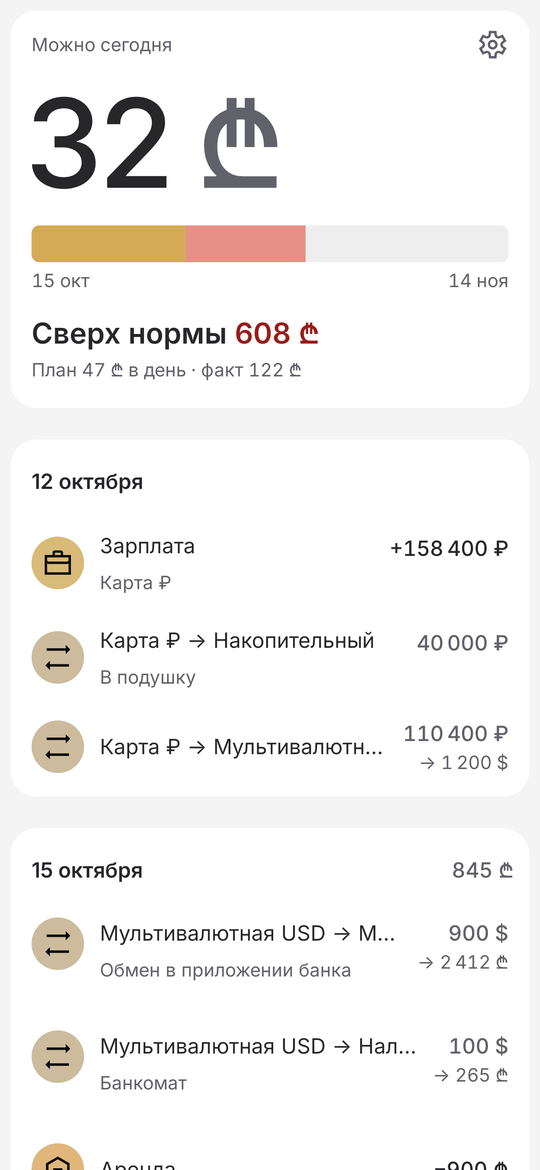 Можно сегодня
32 ₾
15 окт 14 ноя
Сверх нормы 608 ₾
План 47 ₾ в день · факт 122 ₾
12 октября
Зарплата +158 400 ₽
Карта ₽
Карта ₽ → Накопительный 40 000 ₽
В подушку
Карта ₽ → Мультивалютн... 110 400 ₽
→ 1 200 $
15 октября 845 ₾
Мультивалютная USD → М... 900 $
Обмен в приложении банка → 2 412 ₾
Мультивалютная USD → Нал... 100 $
Банкомат → 265 ₾
Аренда −900 ₾